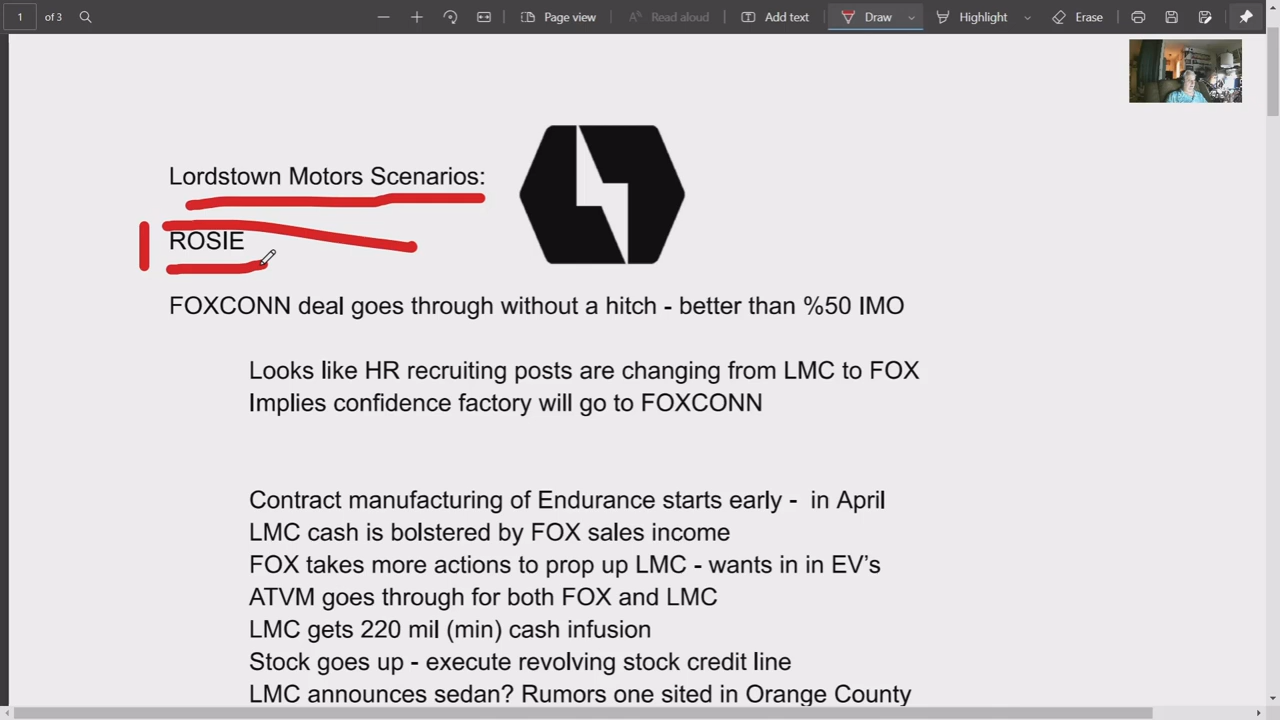 1
of 3
Page view
Read aloud
Add text
Draw
Highlight
Erase
Lordstown Motors Scenarios:
ROSIE
FOXCONN deal goes through without a hitch - better than %50 IMO
Looks like HR recruiting posts are changing from LMC to FOX
Implies confidence factory will go to FOXCONN
Contract manufacturing of Endurance starts early - in April
LMC cash is bolstered by FOX sales income
FOX takes more actions to prop up LMC - wants in in EV’s
ATVM goes through for both FOX and LMC
LMC gets 220 mil (min) cash infusion
Stock goes up - execute revolving stock credit line
LMC announces sedan? Rumors one sited in Orange County